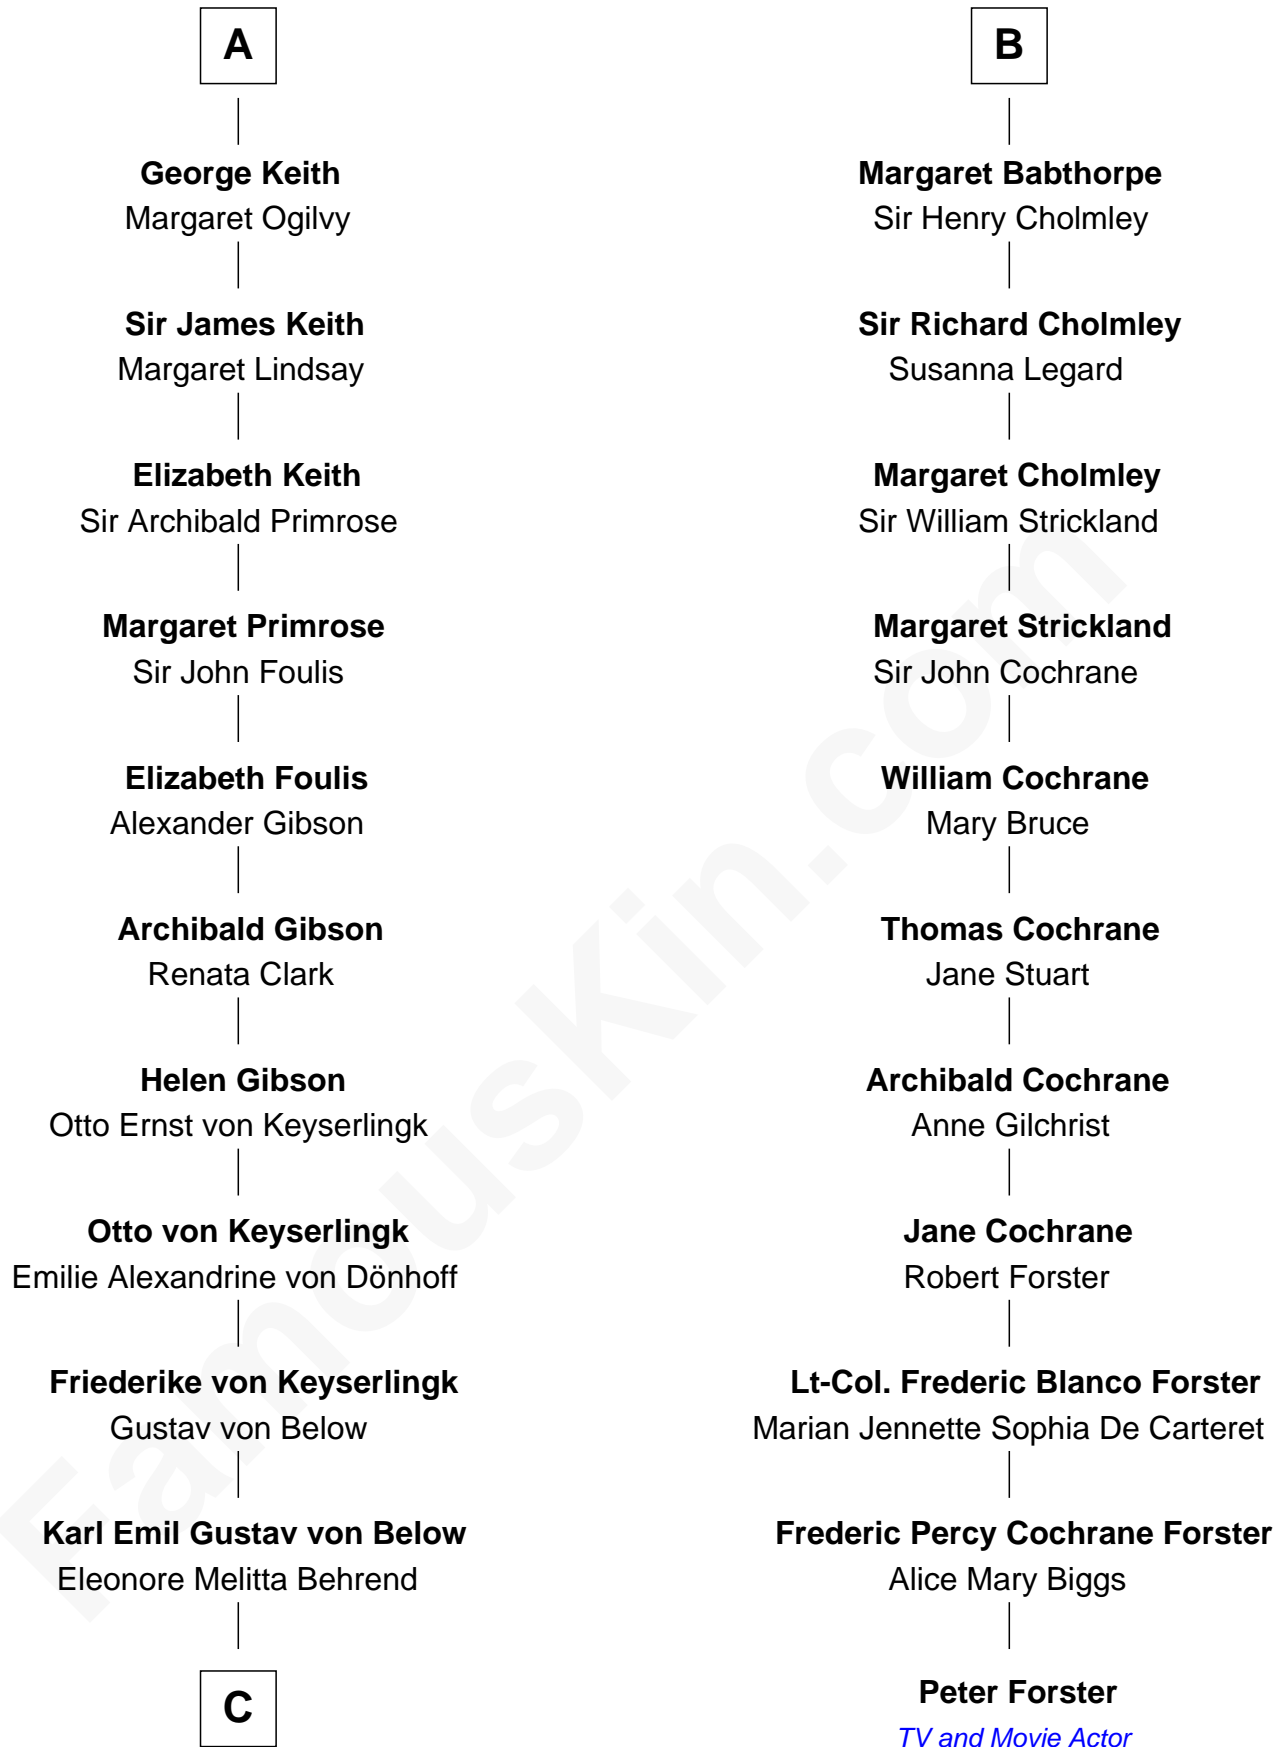 A
George Keith
Margaret Ogilvy
Sir James Keith
Margaret Lindsay
Elizabeth Keith
Sir Archibald Primrose
Margaret Primrose
Sir John Foulis
Elizabeth Foulis
Alexander Gibson
Archibald Gibson
Renata Clark
Helen Gibson
Otto Ernst von Keyserlingk
Otto von Keyserlingk
Emilie Alexandrine von Dönhoff
Friederike von Keyserlingk
Gustav von Below
Karl Emil Gustav von Below
Eleonore Melitta Behrend
C
B
Margaret Babthorpe
Sir Henry Cholmley
Sir Richard Cholmley
Susanna Legard
Margaret Cholmley
Sir William Strickland
Margaret Strickland
Sir John Cochrane
William Cochrane
Mary Bruce
Thomas Cochrane
Jane Stuart
Archibald Cochrane
Anne Gilchrist
Jane Cochrane
Robert Forster
Lt-Col. Frederic Blanco Forster
Marian Jennette Sophia De Carteret
Frederic Percy Cochrane Forster
Alice Mary Biggs
Peter Forster
TV and Movie Actor
FamousKin.com